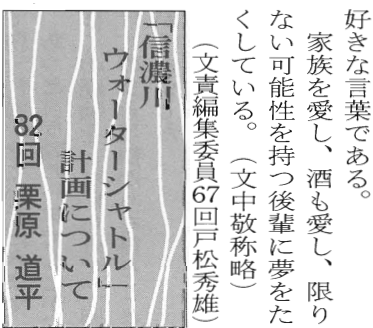 好きな言葉である。
　家族を愛し、酒も愛し、限り
ない可能性を持つ後輩に夢をた
くしている。（文中敬称略）
（文責編集委員67回戸松秀雄）
「信濃川
ウォーターシャトル」
計画について
82回 栗原 道平